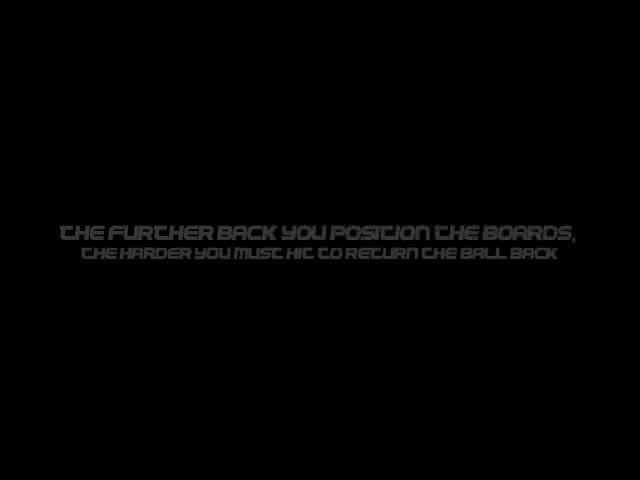 THE FURTHER BACK YOU POSITION THE BOARDS,
THE HARDER YOU MUST HIT TO RETURN THE BALL BACK